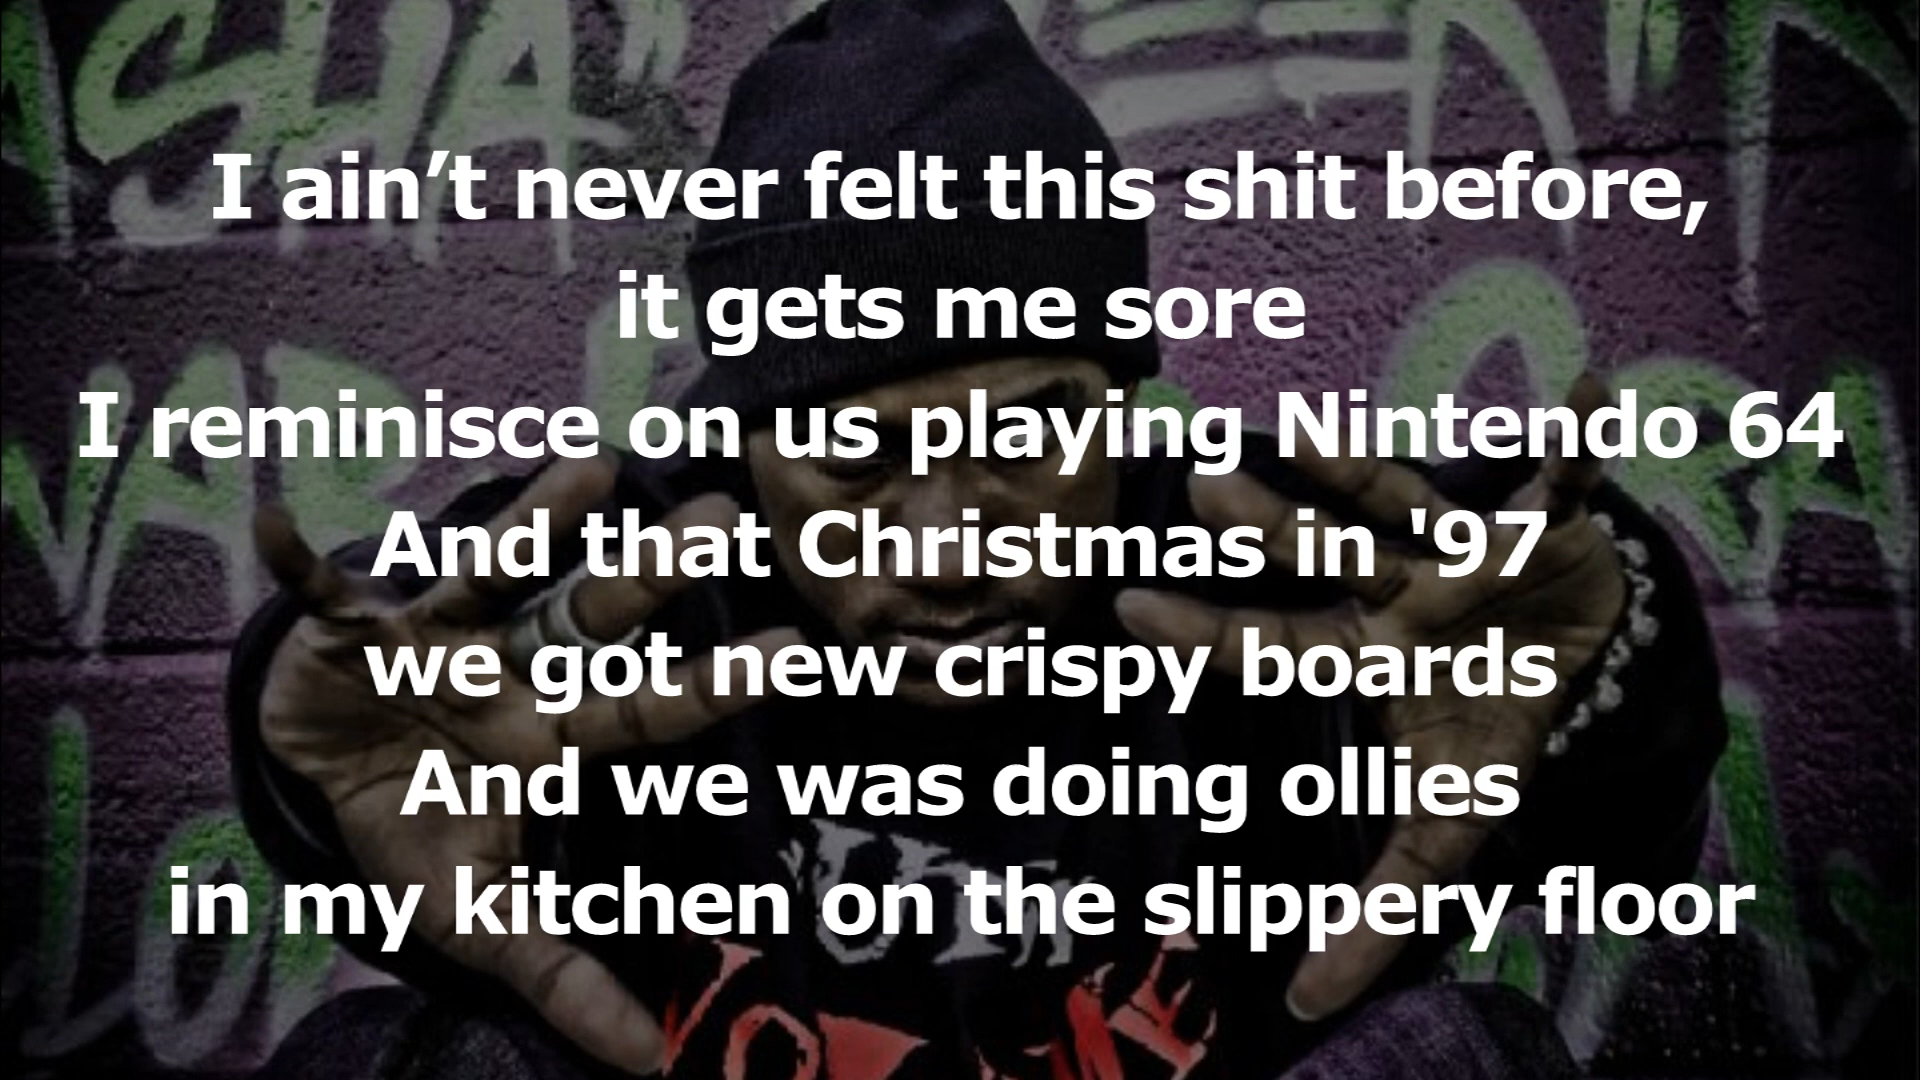 I ain’t never felt this shit before,
it gets me sore
I reminisce on us playing Nintendo 64
And that Christmas in '97
we got new crispy boards
And we was doing ollies
in my kitchen on the slippery floor